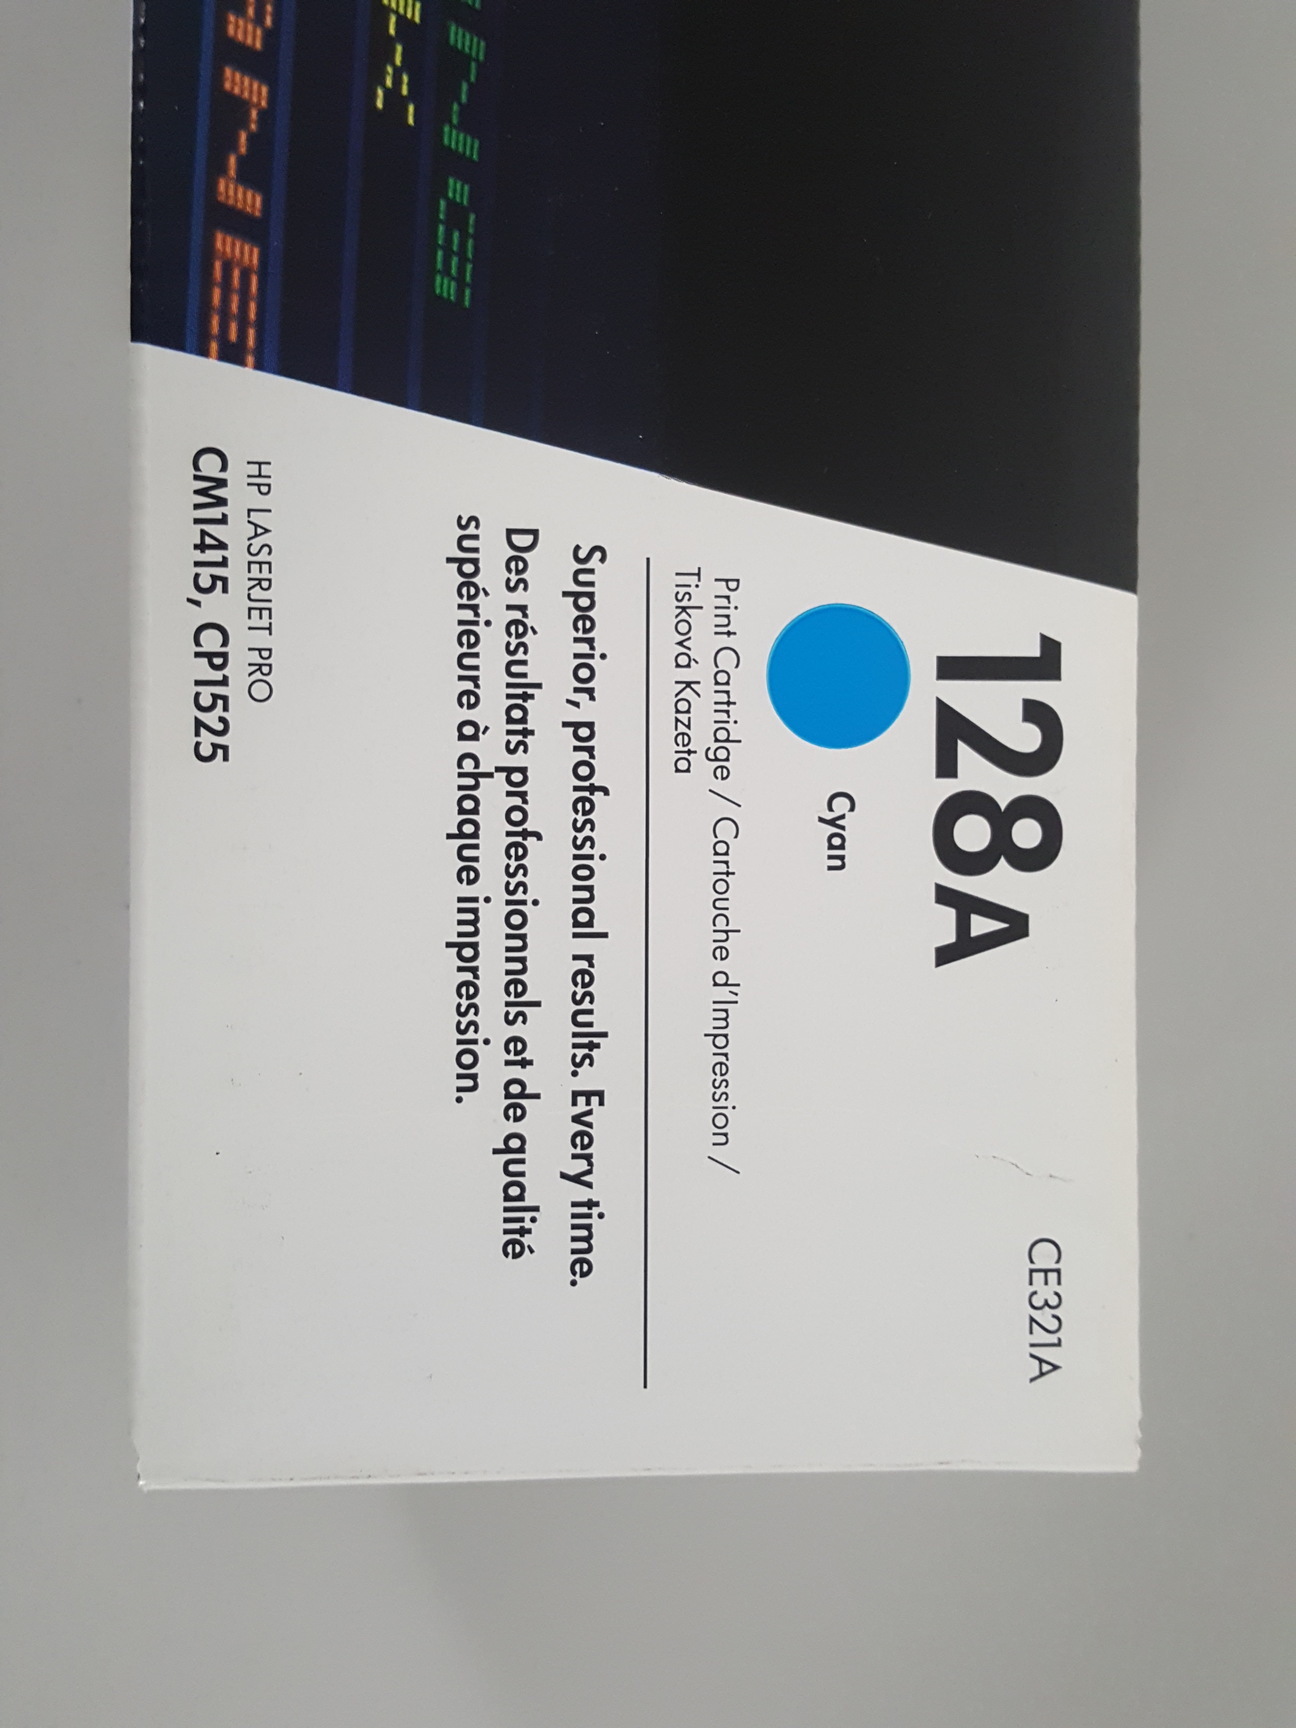 128A
CE321A
Cyan
Print Cartridge / Cartouche d'Impression /
Tisková Kazeta
Superior, professional results. Every time.
Des résultats professionnels et de qualité
supérieure à chaque impression.
HP LASERJET PRO
CM1415, CP1525